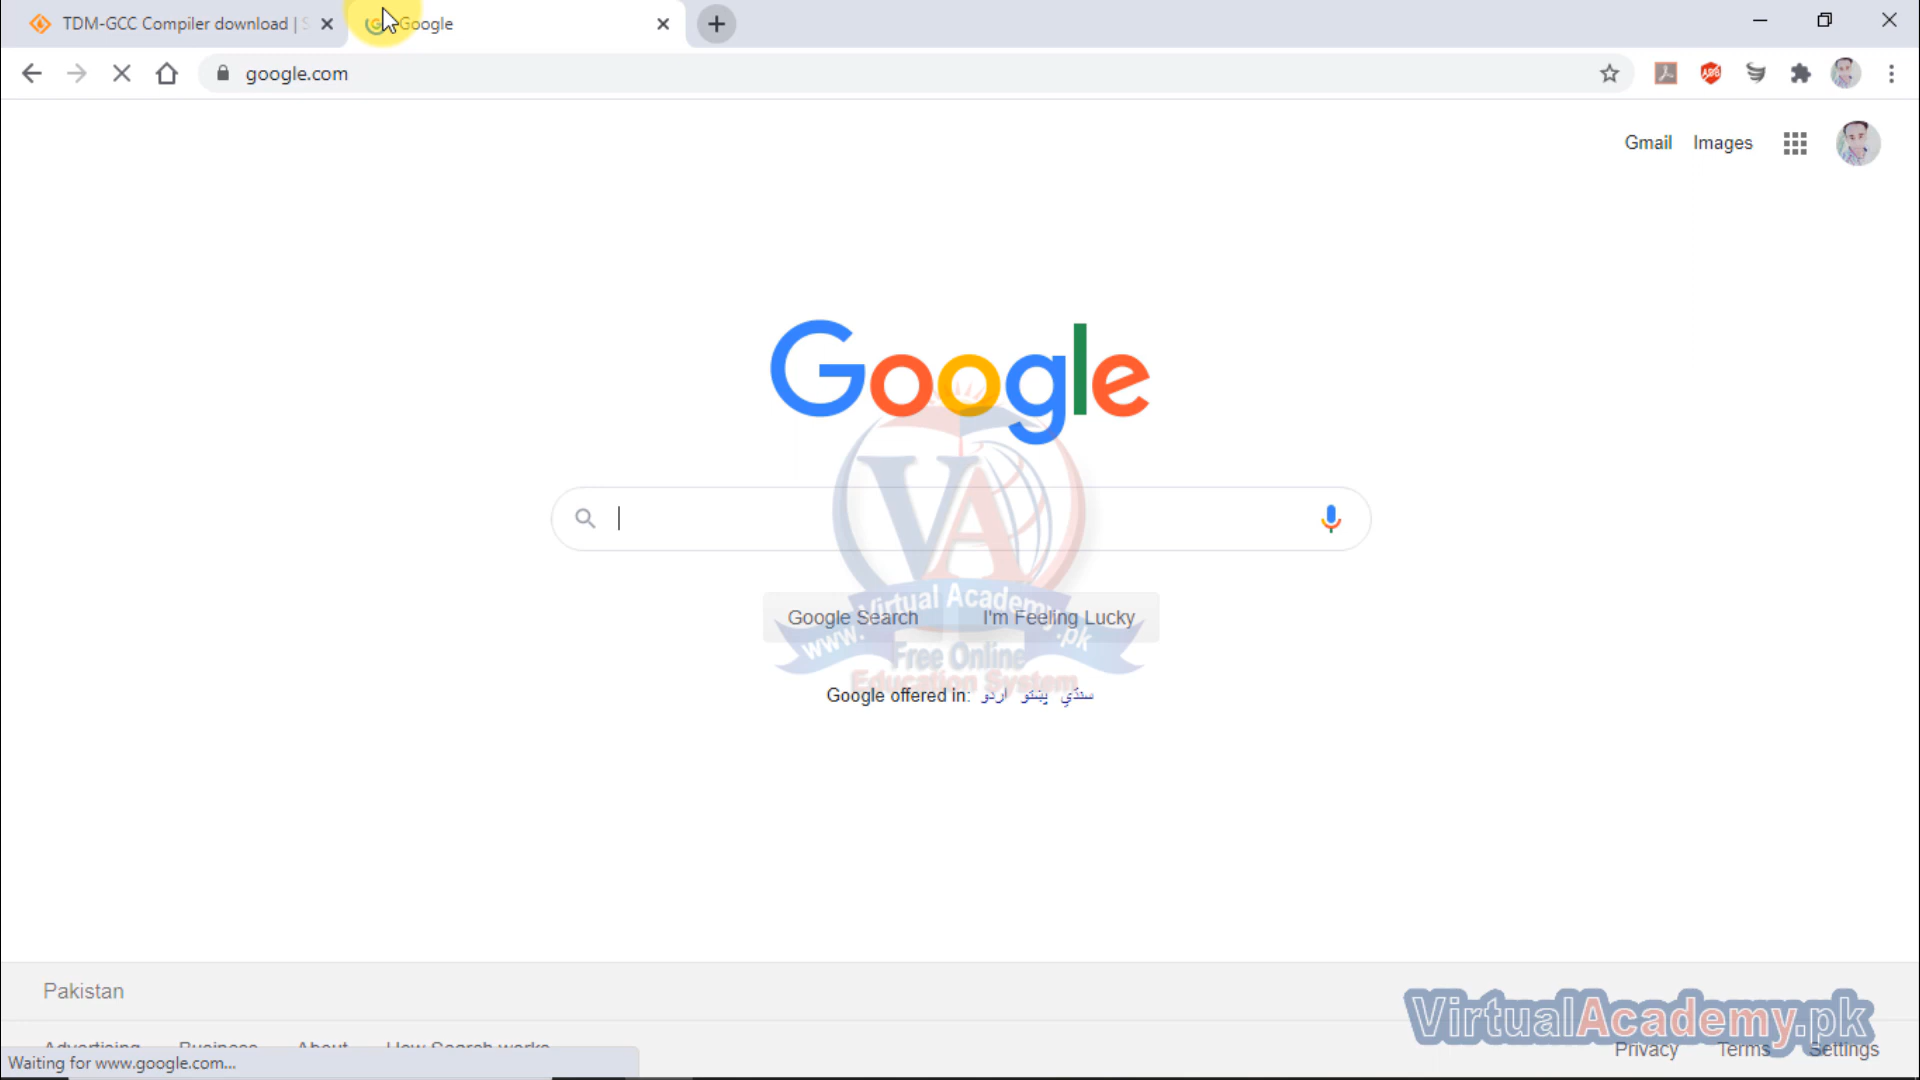 TDM-GCC Compiler download | S
Google
google.com
Gmail Images
Google
VA
Virtual Academy
www. .pk
Google Search I'm Feeling Lucky
Free Online
Education System
Google offered in: اردو پښتو سنڌي
Pakistan
VirtualAcademy.pk
Advertising Business About How Search works
Privacy Terms Settings
Waiting for www.google.com...